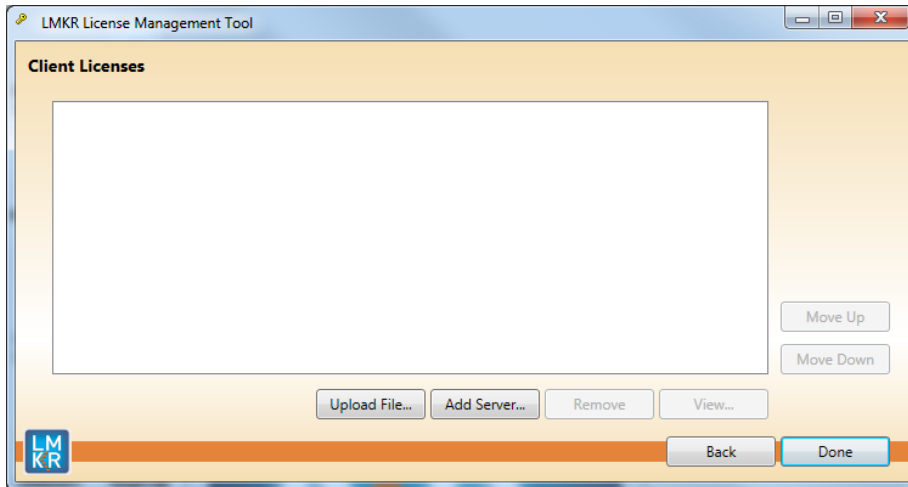 LMKR License Management Tool
Client Licenses
Move Up
Move Down
Upload File... Add Server... Remove View...
LM
KR
Back Done